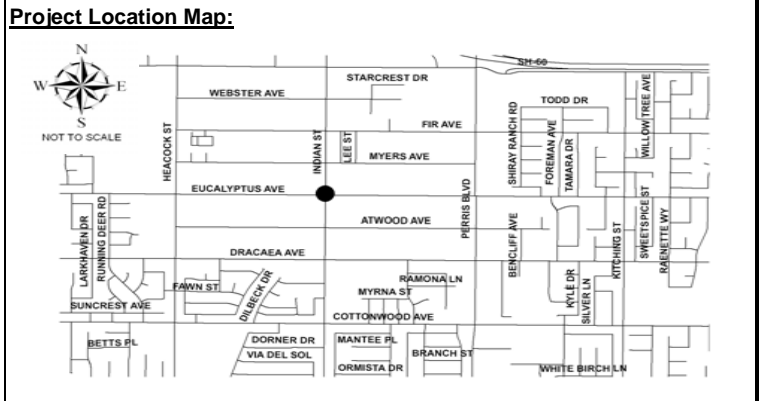 Project Location Map:
N
W E
S
NOT TO SCALE
SH-60
STARCREST DR
WEBSTER AVE
TODD DR
WILLOW TREE AVE
FIR AVE
HEACOCK ST
INDIAN ST
LEE ST
SHIRAY RANCH RD
FOREMAN AVE
TAMARA DR
MYERS AVE
EUCALYPTUS AVE
PERRIS BLVD
ATWOOD AVE
LARKHAVEN DR
RUNNING DEER RD
BENCLIFF AVE
KITCHING ST
SWEETSPICE ST
RAENETTE WY
DRACAEA AVE
FAWN ST
DILBECK DR
RAMONA LN
MYRNA ST
KYLE DR
SILVER LN
SUNCREST AVE
COTTONWOOD AVE
BETTS PL
DORNER DR
MANTEE PL
VIA DEL SOL
BRANCH ST
ORMISTA DR
WHITE BIRCH LN